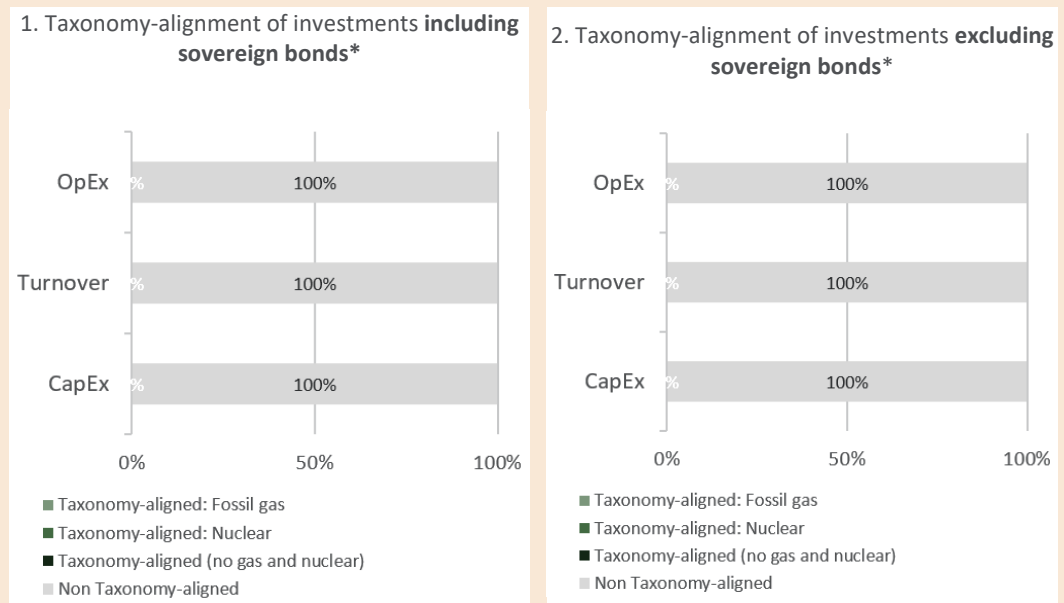 1. Taxonomy-alignment of investments including
sovereign bonds*
OpEx
%
100%
Turnover
%
100%
CapEx
%
100%
0%
50%
100%
Taxonomy-aligned: Fossil gas
Taxonomy-aligned: Nuclear
Taxonomy-aligned (no gas and nuclear)
Non Taxonomy-aligned
2. Taxonomy-alignment of investments excluding
sovereign bonds*
OpEx
%
100%
Turnover
%
100%
CapEx
%
100%
0%
50%
100%
Taxonomy-aligned: Fossil gas
Taxonomy-aligned: Nuclear
Taxonomy-aligned (no gas and nuclear)
Non Taxonomy-aligned